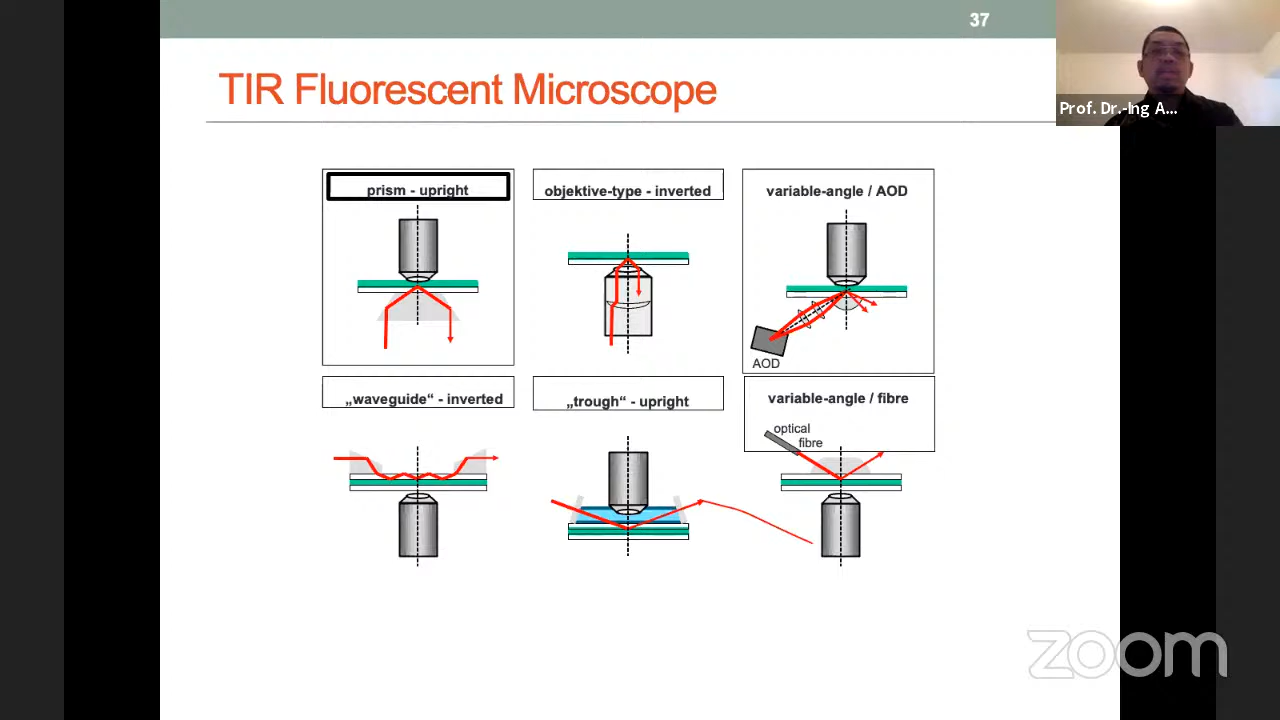 37
Prof. Dr.-Ing A...
TIR Fluorescent Microscope
prism - upright
objektive-type - inverted
variable-angle / AOD
AOD
„waveguide“ - inverted
„trough“ - upright
variable-angle / fibre
optical
fibre
zoom